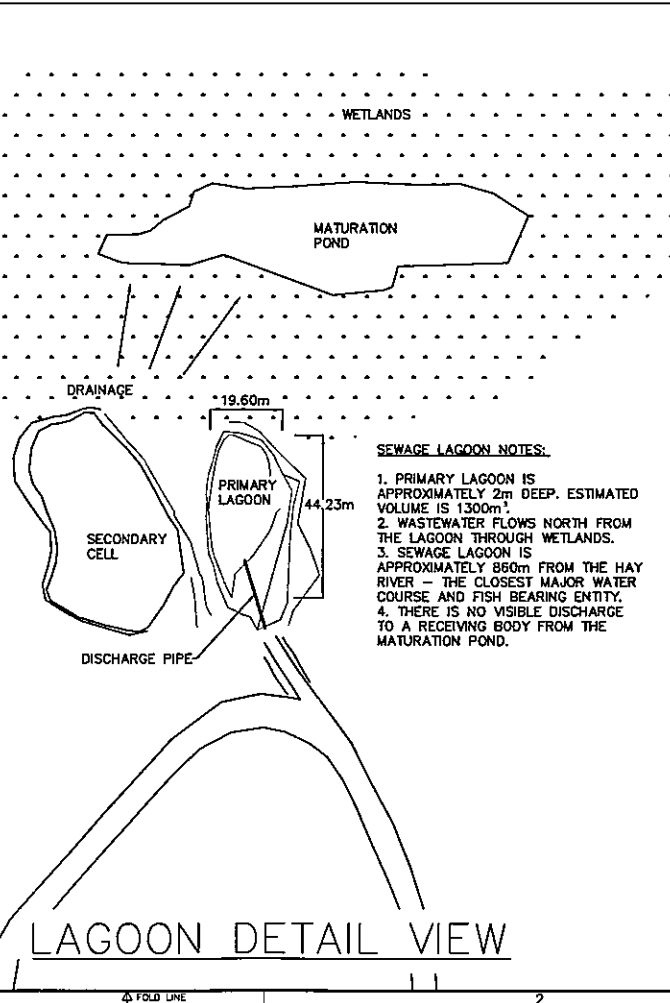 WETLANDS
MATURATION
POND
DRAINAGE
19.60m
PRIMARY
LAGOON
44.23m
SECONDARY
CELL
DISCHARGE PIPE
SEWAGE LAGOON NOTES:
1. PRIMARY LAGOON IS
APPROXIMATELY 2m DEEP. ESTIMATED
VOLUME IS 1300m³.
2. WASTEWATER FLOWS NORTH FROM
THE LAGOON THROUGH WETLANDS.
3. SEWAGE LAGOON IS
APPROXIMATELY 860m FROM THE HAY
RIVER – THE CLOSEST MAJOR WATER
COURSE AND FISH BEARING ENTITY.
4. THERE IS NO VISIBLE DISCHARGE
TO A RECEIVING BODY FROM THE
MATURATION POND.
LAGOON DETAIL VIEW
FOLD LINE
2